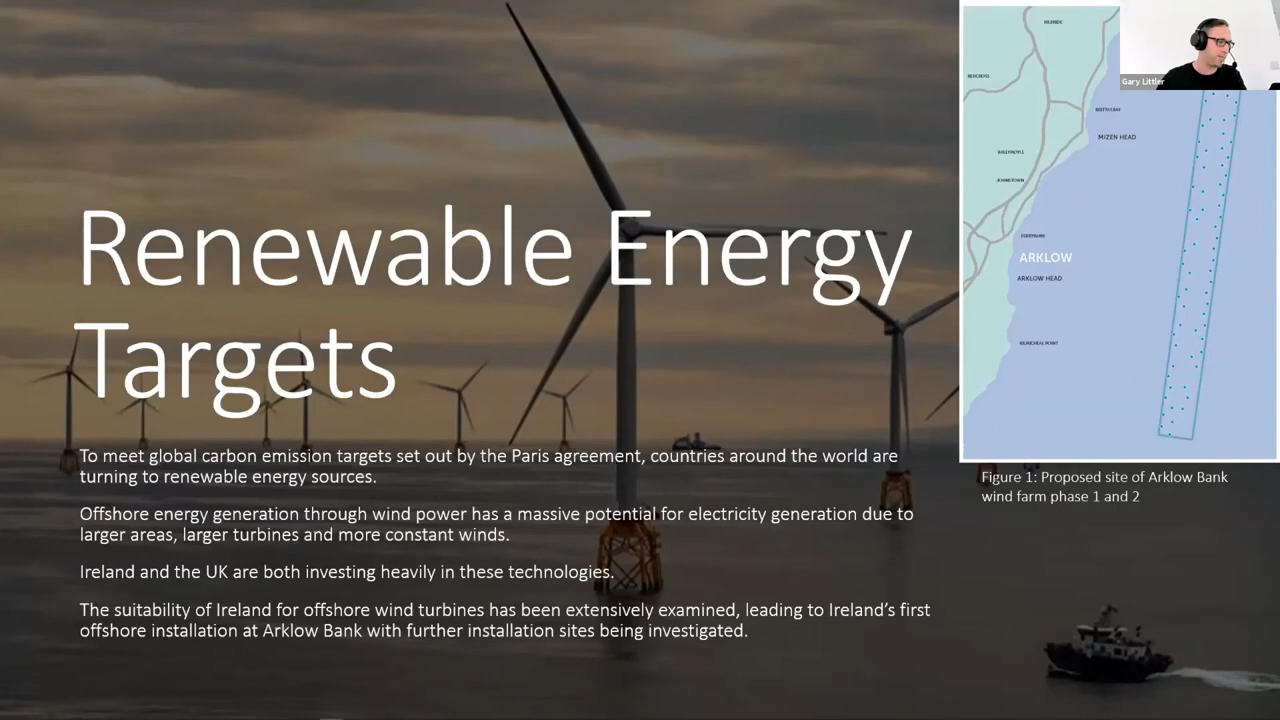 Renewable Energy
Targets
To meet global carbon emission targets set out by the Paris agreement, countries around the world are
turning to renewable energy sources.
Offshore energy generation through wind power has a massive potential for electricity generation due to
larger areas, larger turbines and more constant winds.
Ireland and the UK are both investing heavily in these technologies.
The suitability of Ireland for offshore wind turbines has been extensively examined, leading to Ireland's first
offshore installation at Arklow Bank with further installation sites being investigated.
Gary Littler
REDCROSS
MIZEN HEAD
JOHNSTOWN
FERRYBANK
ARKLOW
ARKLOW HEAD
KILMICHEAL POINT
Figure 1: Proposed site of Arklow Bank
wind farm phase 1 and 2